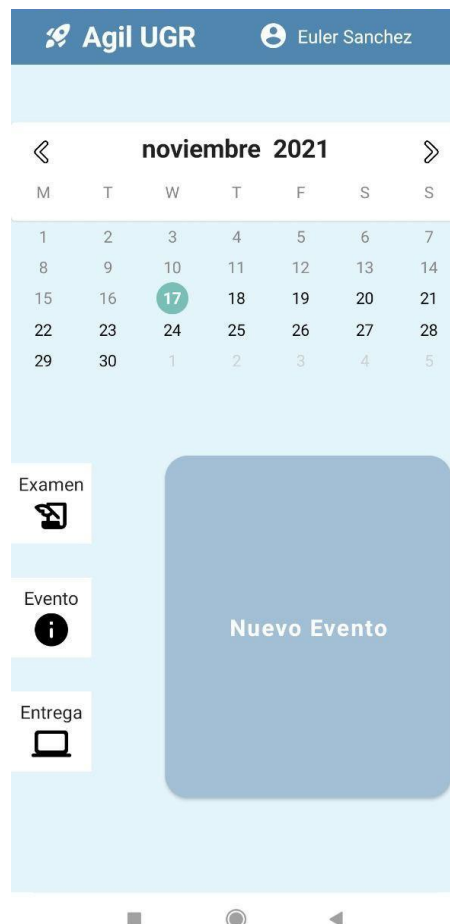 Agil UGR Euler Sanchez
noviembre 2021
M T W T F S S
1 2 3 4 5 6 7
8 9 10 11 12 13 14
15 16 17 18 19 20 21
22 23 24 25 26 27 28
29 30 1 2 3 4 5
Examen
Evento
Nuevo Evento
Entrega